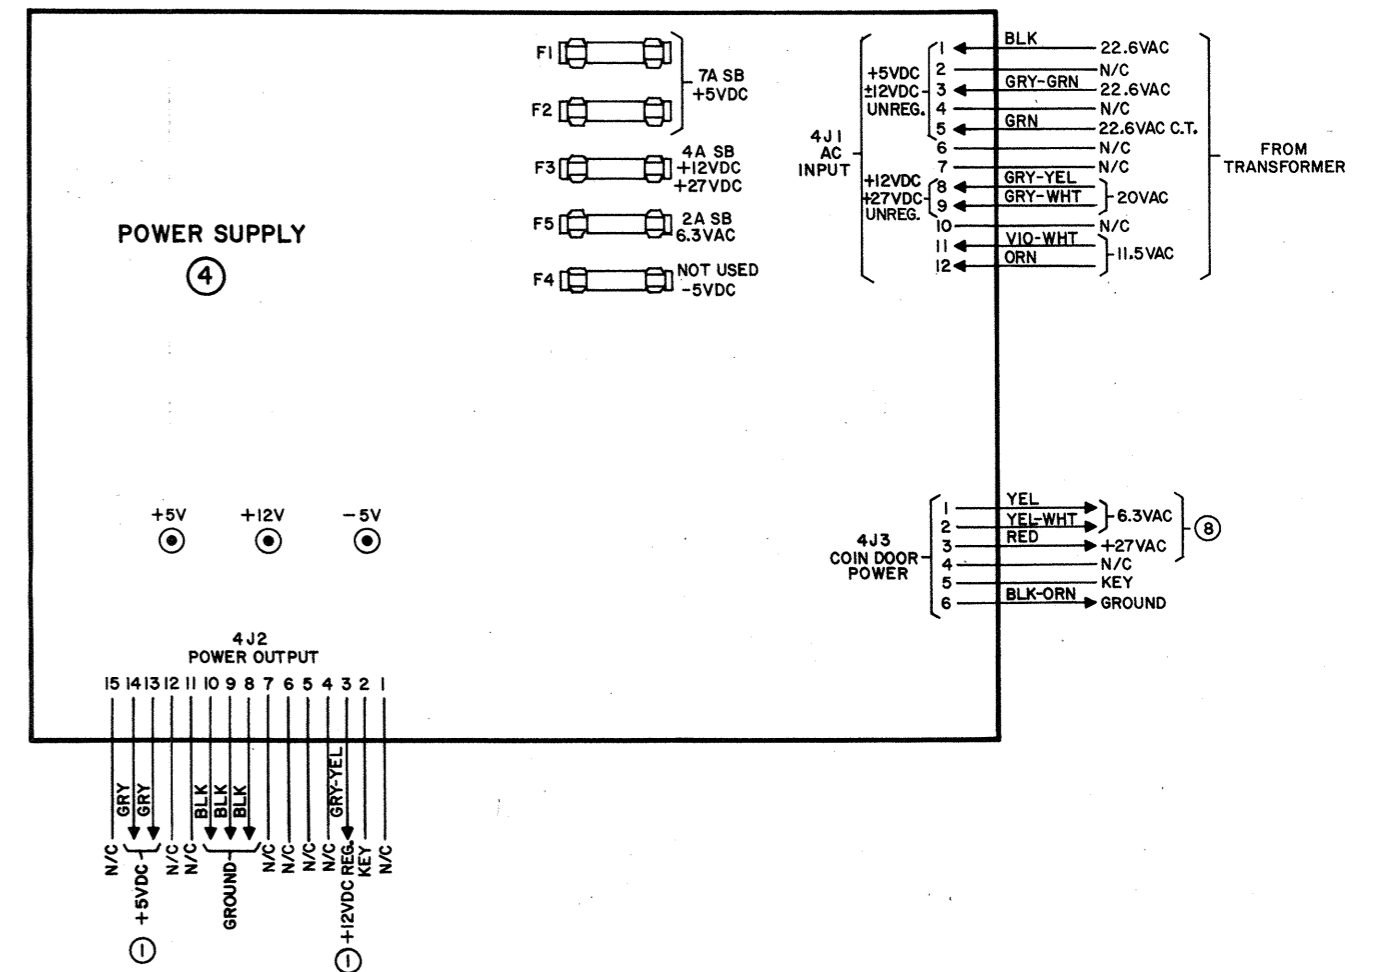 POWER SUPPLY
4
F1
F2
7A SB
+5VDC
F3
4A SB
+12VDC
+27VDC
F5
2A SB
6.3VAC
F4
NOT USED
-5VDC
4J1
AC
INPUT
+5VDC
±12VDC
UNREG.
+12VDC
+27VDC
UNREG.
1 BLK 22.6VAC
2 N/C
3 GRY-GRN 22.6VAC
4 N/C
5 GRN 22.6VAC C.T.
6 N/C
7 N/C
8 GRY-YEL
9 GRY-WHT
20VAC
10 N/C
11 VIO-WHT
12 ORN
11.5VAC
FROM
TRANSFORMER
4J3
COIN DOOR
POWER
1 YEL
2 YEL-WHT
6.3VAC
3 RED +27VAC
8
4 N/C
5 KEY
6 BLK-ORN GROUND
+5V +12V -5V
4J2
POWER OUTPUT
15 14 13 12 11 10 9 8 7 6 5 4 3 2 1
GRY
GRY
BLK
BLK
BLK
GRY-YEL
N/C
+5VDC
N/C
N/C
GROUND
N/C
N/C
N/C
N/C
+12VDC REG.
KEY
N/C
1
1